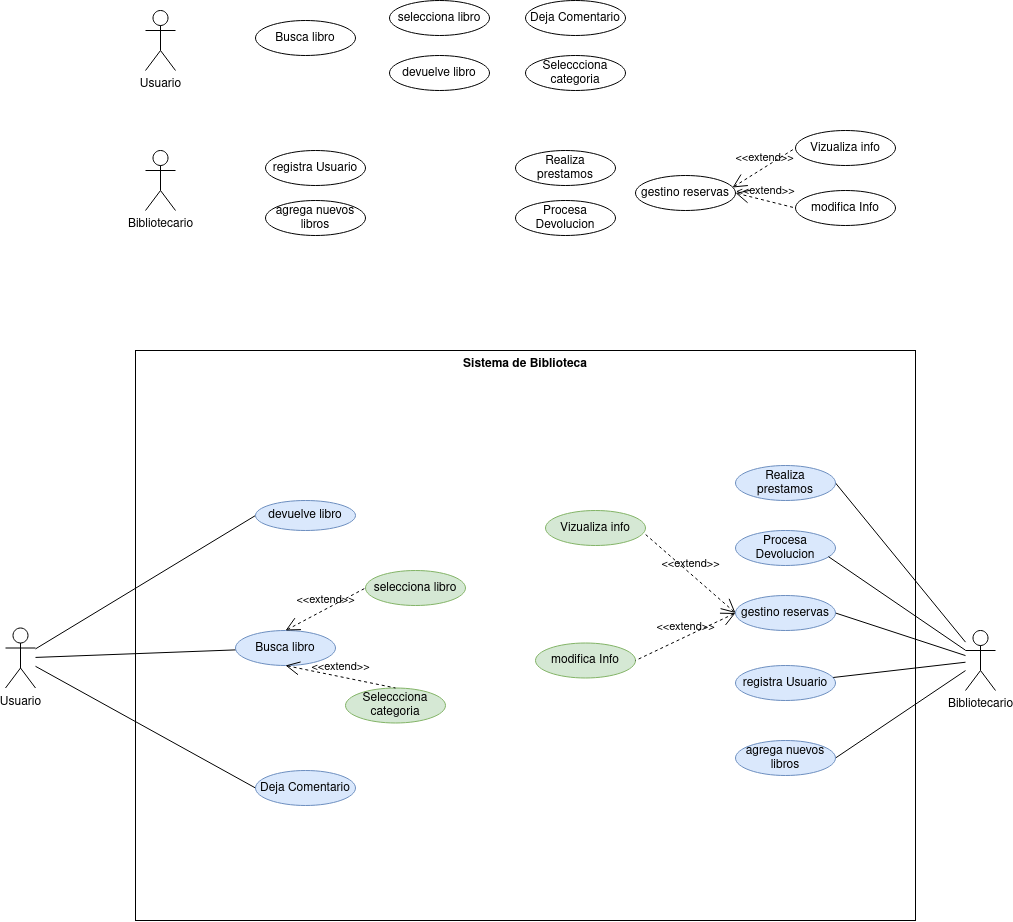 selecciona libro
Deja Comentario
Busca libro
devuelve libro
Seleccciona
categoria
Usuario
Vizualiza info
<<extend>>
registra Usuario
Realiza
prestamos
gestino reservas
<<extend>>
modifica Info
agrega nuevos
libros
Procesa
Devolucion
Bibliotecario
Sistema de Biblioteca
Realiza
prestamos
devuelve libro
Vizualiza info
Procesa
Devolucion
<<extend>>
selecciona libro
<<extend>>
gestino reservas
<<extend>>
Busca libro
modifica Info
<<extend>>
registra Usuario
Seleccciona
categoria
Usuario
Bibliotecario
agrega nuevos
libros
Deja Comentario